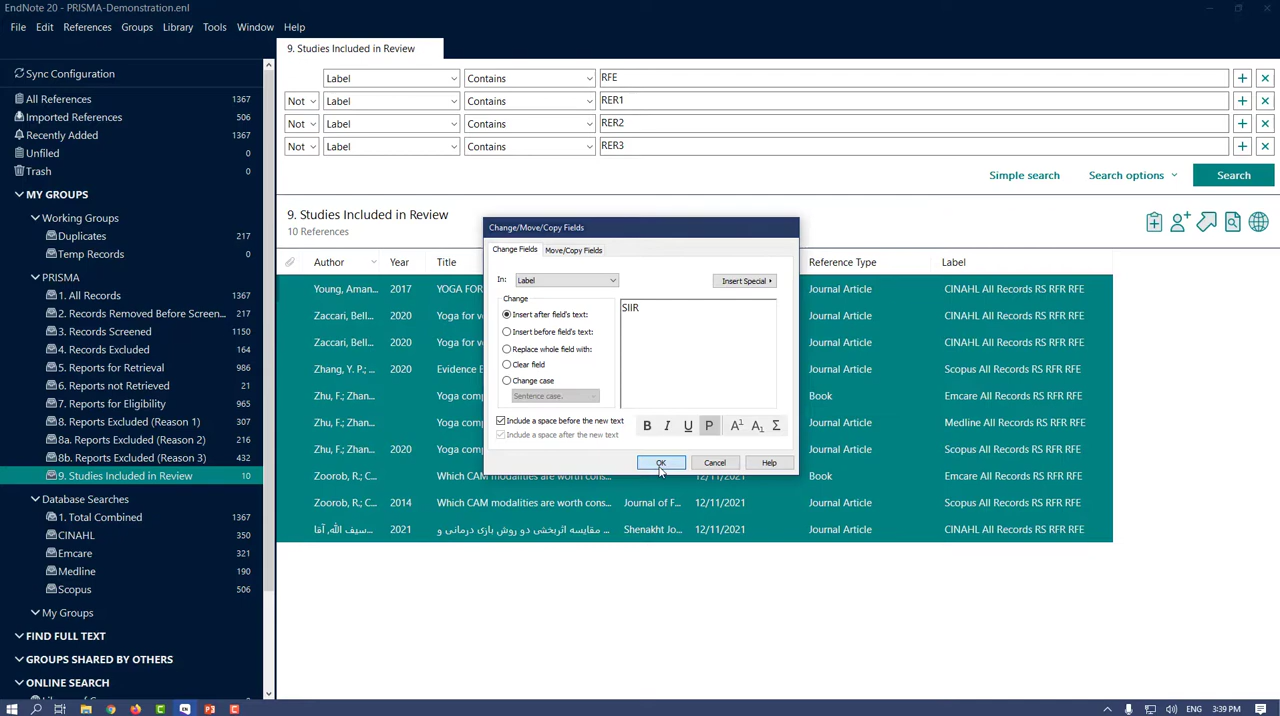 EndNote 20 - PRISMA-Demonstration.enl
File Edit References Groups Library Tools Window Help
Sync Configuration
All References 1367
Imported References 506
Recently Added 1367
Unfiled 0
Trash 0
MY GROUPS
Working Groups
Duplicates 217
Temp Records 0
PRISMA
1. All Records 1367
2. Records Removed Before Screen... 217
3. Records Screened 1150
4. Records Excluded 164
5. Reports for Retrieval 986
6. Reports not Retrieved 21
7. Reports for Eligibility 965
8. Reports Excluded (Reason 1) 317
8a. Reports Excluded (Reason 2) 206
8b. Reports Excluded (Reason 3) 432
9. Studies Included in Review 10
Database Searches
1. Total Combined 1367
CINAHL 350
Emcare 321
Medline 190
Scopus 506
My Groups
FIND FULL TEXT
GROUPS SHARED BY OTHERS
ONLINE SEARCH
9. Studies Included in Review
Label Contains RFE
Not Label Contains RER1
Not Label Contains RER2
Not Label Contains RER3
Simple search Search options Search
9. Studies Included in Review
10 References
Author Year Title Reference Type Label
Young, Aman... 2017 YOGA FOR Journal Article CINAHL All Records RS RFR RFE
Zaccari, Bell... 2020 Yoga for v Journal Article CINAHL All Records RS RFR RFE
Zaccari, Bell... 2020 Yoga for ve Journal Article CINAHL All Records RS RFR RFE
Zhang, Y. P.; ... 2020 Evidence E Journal Article Scopus All Records RS RFR RFE
Zhu, F.; Zhan... Yoga comp Book Emcare All Records RS RFR RFE
Zhu, F.; Zhan... Yoga comp Journal Article Medline All Records RS RFR RFE
Zhu, F.; Zhan... Yoga comp Journal Article Scopus All Records RS RFR RFE
Zoorob, R.; C... Which CAM modalities are worth cons... 12/11/2021 Book Emcare All Records RS RFR RFE
Zoorob, R.; C... 2014 Which CAM modalities are worth cons... Journal of F... 12/11/2021 Journal Article Scopus All Records RS RFR RFE
سیف الله, آقا... 2021 مقایسه اثربخشی دو روش بازی درمانی و ... Shenakht Jo... 12/11/2021 Journal Article CINAHL All Records RS RFR RFE
Change/Move/Copy Fields
Change Fields Move/Copy Fields
In: Label Insert Special
Change
Insert after field's text:
Insert before field's text:
Replace whole field with:
Clear field
Change case
Sentence case.
SIIR
Include a space before the new text
Include a space after the new text
B I U P A¹ A₁ Σ
OK Cancel Help
ENG 3:39 PM